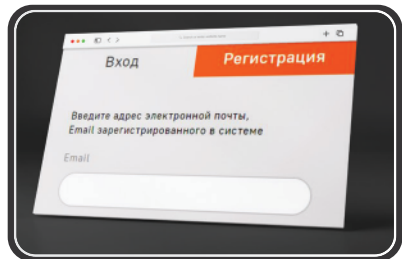 Вход
Регистрация
Введите адрес электронной почты,
Email зарегистрированного в системе
Email